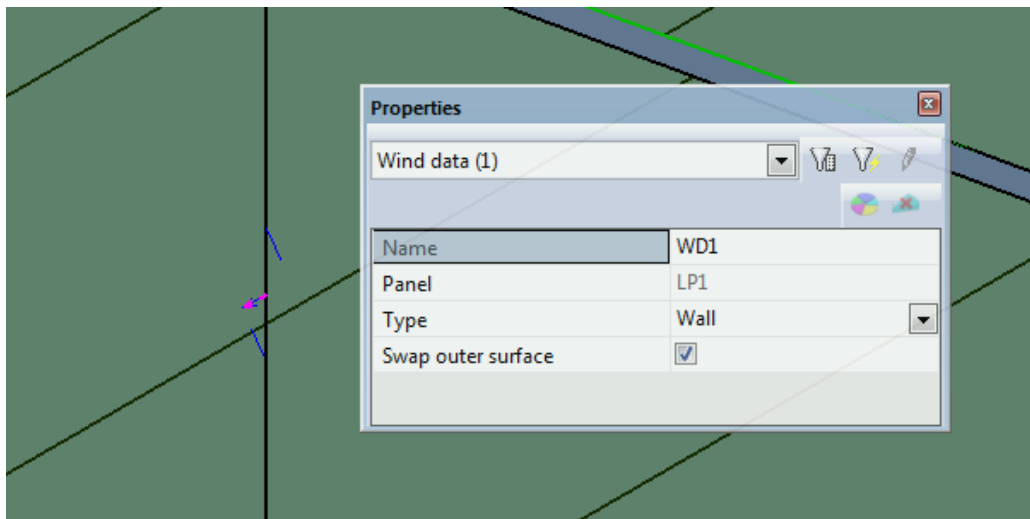 Properties
Wind data (1)
Name WD1
Panel LP1
Type Wall
Swap outer surface